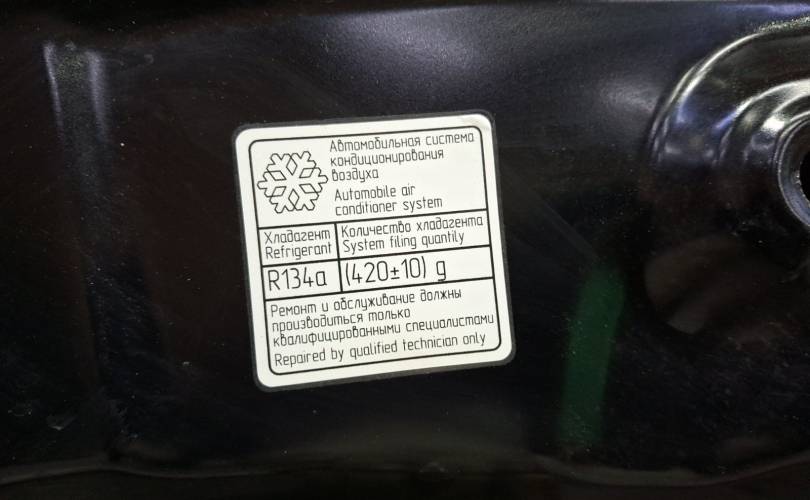 Автомобильная система
кондиционирования
воздуха
Automobile air
conditioner system
Хладагент
Refrigerant
Количество хладагента
System filing quantily
R134a
(420±10) g
Ремонт и обслуживание должны
производиться только
квалифицированными специалистами
Repaired by qualified technician only